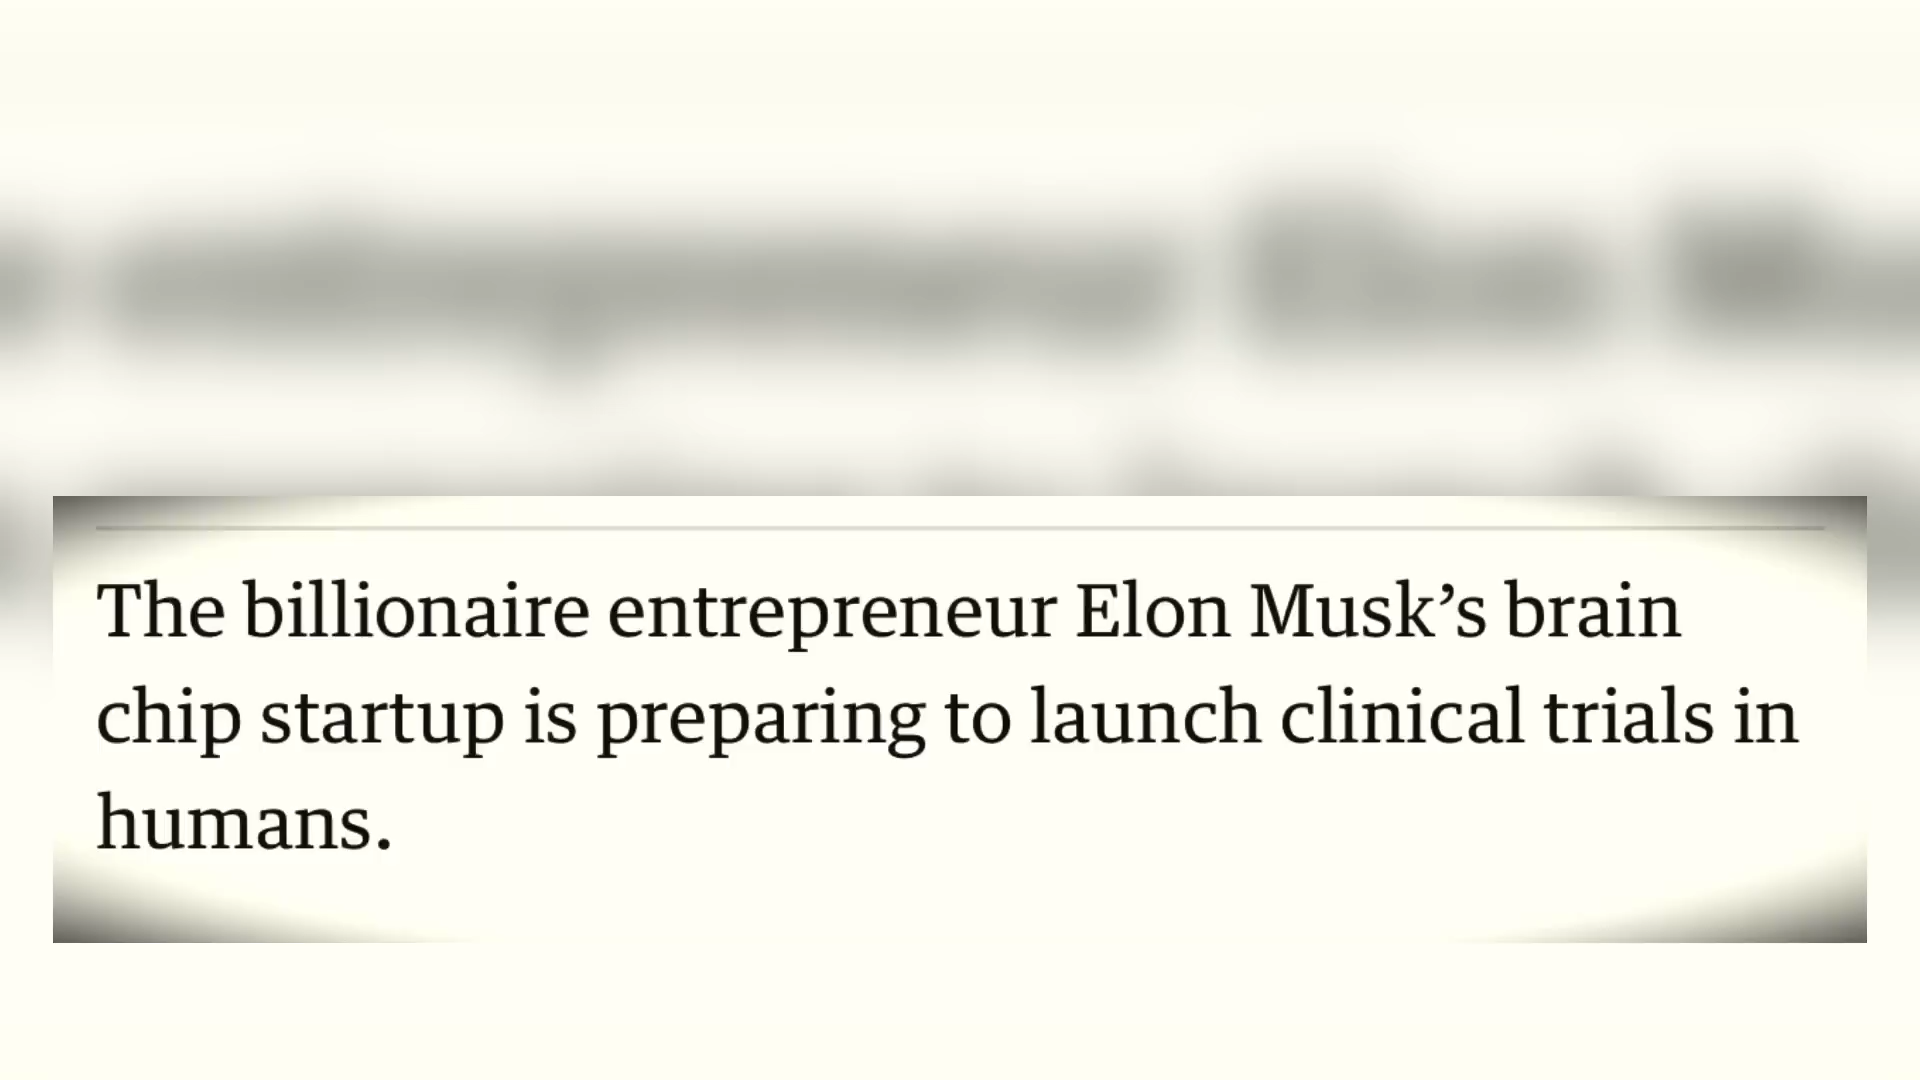 The billionaire entrepreneur Elon Musk’s brain
chip startup is preparing to launch clinical trials in
humans.